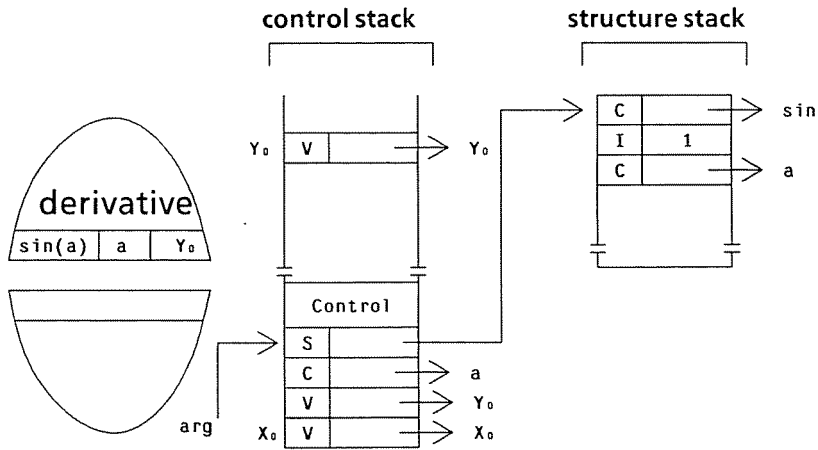 control stack
structure stack
C
sin
Y₀ V Y₀
I 1
C a
derivative
sin(a) a Y₀
Control
S
C a
V Y₀
arg
X₀ V X₀